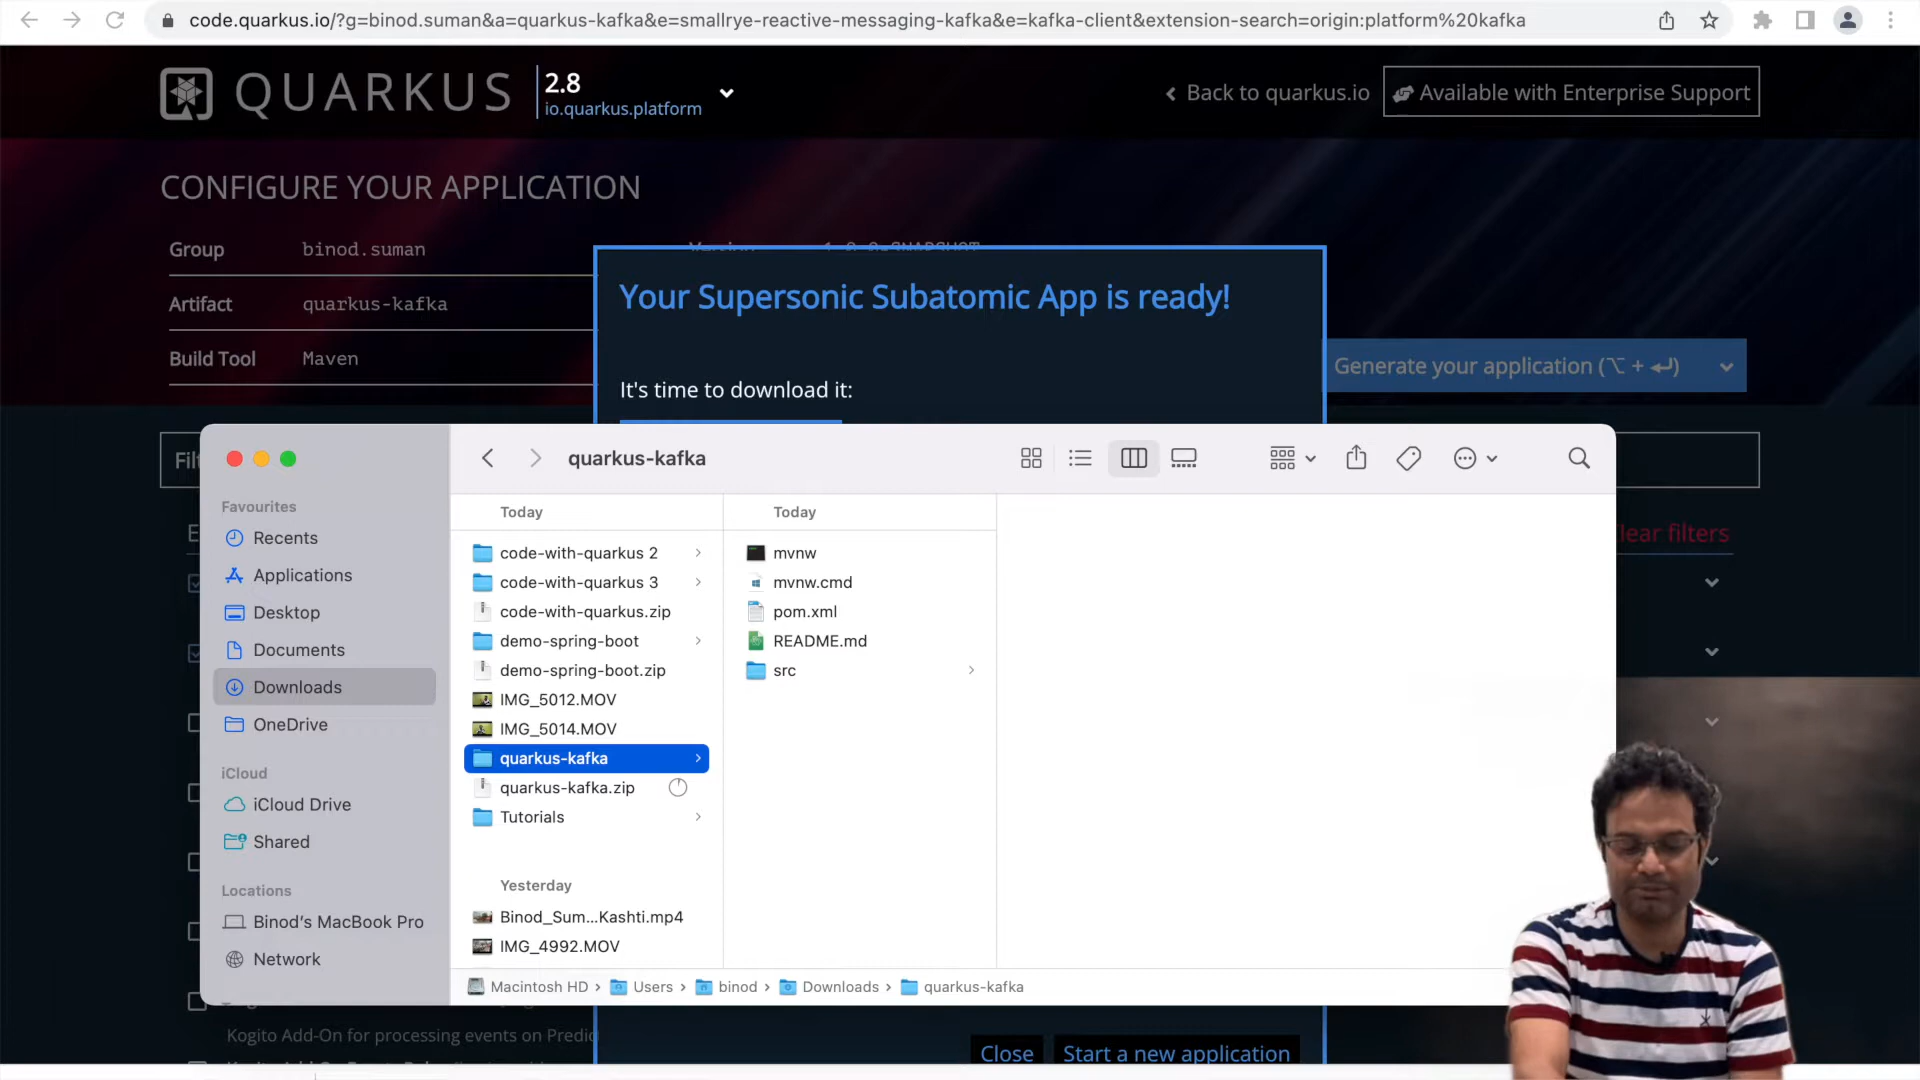 code.quarkus.io/?g=binod.suman&a=quarkus-kafka&e=smallrye-reactive-messaging-kafka&e=kafka-client&extension-search=origin:platform%20kafka
QUARKUS
2.8
io.quarkus.platform
Back to quarkus.io
Available with Enterprise Support
CONFIGURE YOUR APPLICATION
Group binod.suman
Version 1.0.0-SNAPSHOT
Artifact quarkus-kafka
Build Tool Maven
Your Supersonic Subatomic App is ready!
It's time to download it:
Generate your application (⌥ + ↵)
quarkus-kafka
Favourites
Recents
Applications
Desktop
Documents
Downloads
OneDrive
iCloud
iCloud Drive
Shared
Locations
Binod's MacBook Pro
Network
Today
code-with-quarkus 2
code-with-quarkus 3
code-with-quarkus.zip
demo-spring-boot
demo-spring-boot.zip
IMG_5012.MOV
IMG_5014.MOV
quarkus-kafka
quarkus-kafka.zip
Tutorials
Yesterday
Binod_Sum...Kashti.mp4
IMG_4992.MOV
Today
mvnw
mvnw.cmd
pom.xml
README.md
src
Macintosh HD > Users > binod > Downloads > quarkus-kafka
lear filters
Kogito Add-On for processing events on Predic
Close
Start a new application